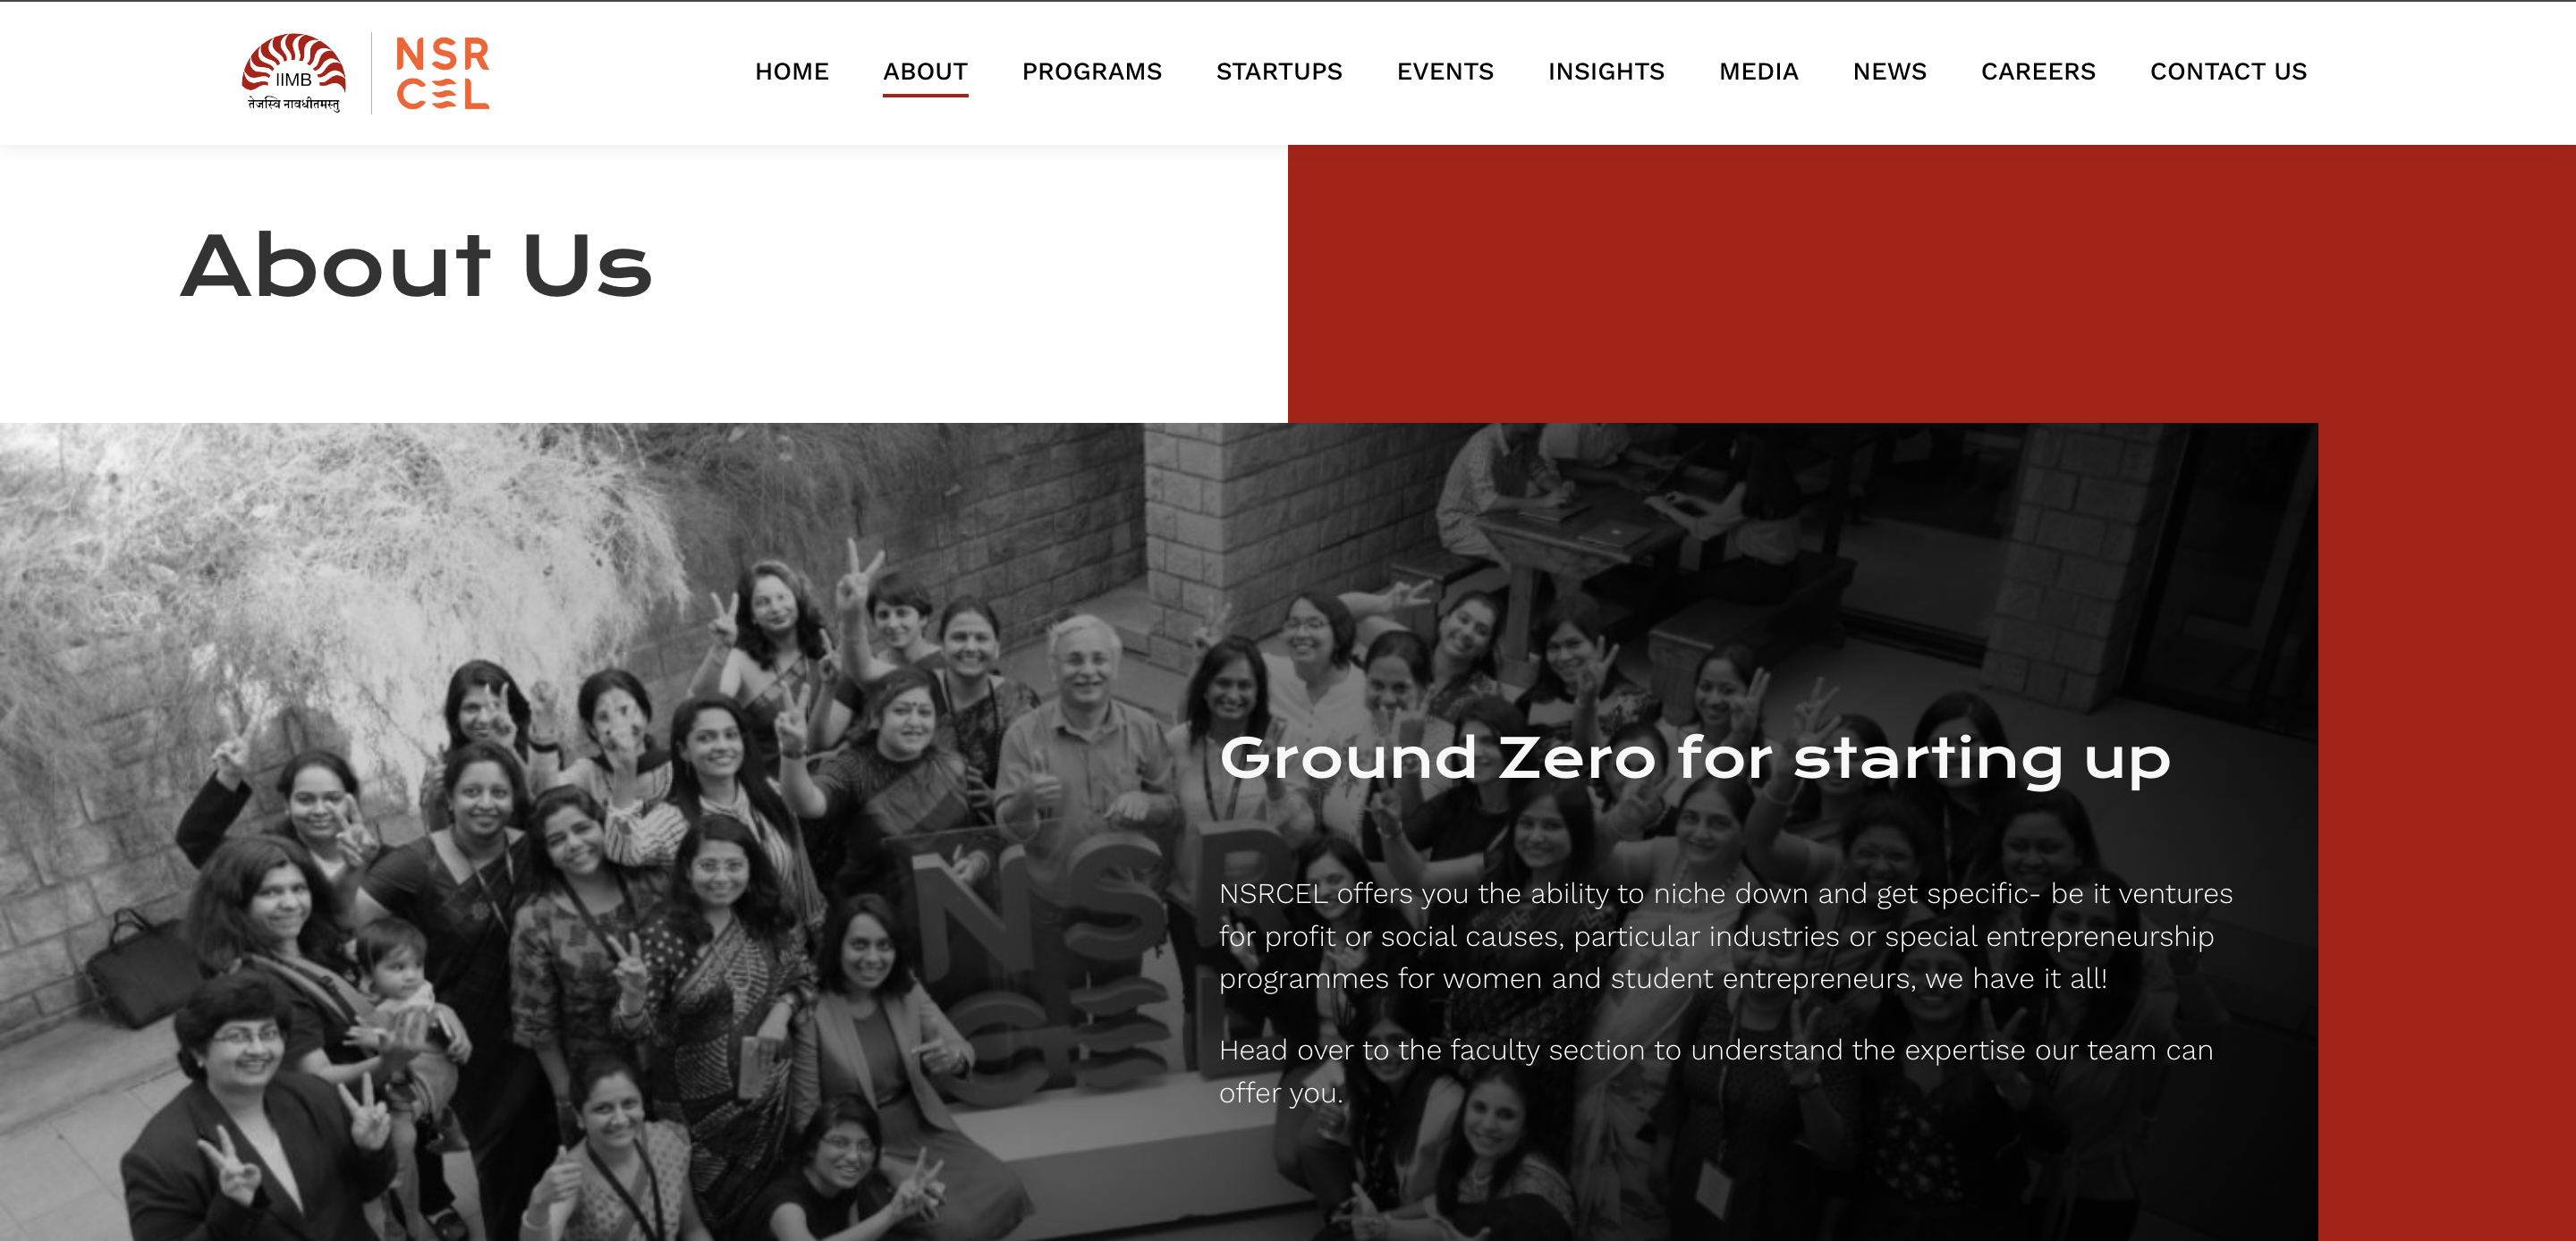 IIMB
तेजस्वि नावधीतमस्तु
NSR
CEL
HOME ABOUT PROGRAMS STARTUPS EVENTS INSIGHTS MEDIA NEWS CAREERS CONTACT US
About Us
Ground Zero for starting up
NSRCEL offers you the ability to niche down and get specific- be it ventures
for profit or social causes, particular industries or special entrepreneurship
programmes for women and student entrepreneurs, we have it all!
Head over to the faculty section to understand the expertise our team can
offer you.
NSR
CE